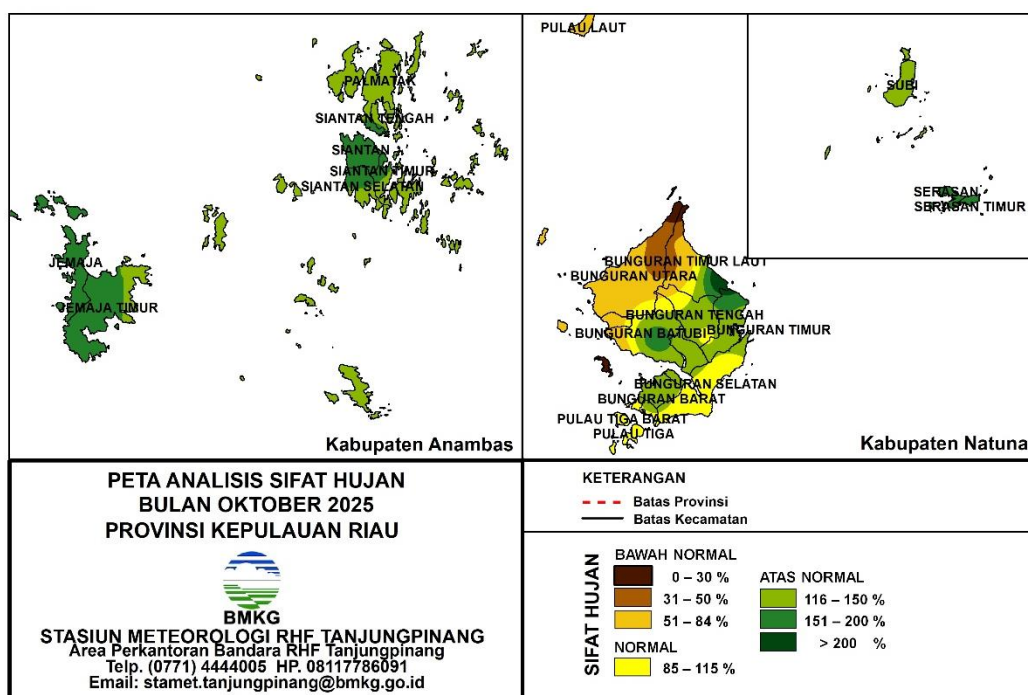 PALMATAK
SIANTAN TENGAH
SIANTAN
SIANTAN TIMUR
SIANTAN SELATAN
JEMAJA
JEMAJA TIMUR
Kabupaten Anambas
PULAU LAUT
SUBI
SERASAN
SERASAN TIMUR
BUNGURAN TIMUR LAUT
BUNGURAN UTARA
BUNGURAN TENGAH
BUNGURAN BATUBI
BUNGURAN TIMUR
BUNGURAN SELATAN
BUNGURAN BARAT
PULAU TIGA BARAT
PULAU TIGA
Kabupaten Natuna
PETA ANALISIS SIFAT HUJAN
BULAN OKTOBER 2025
PROVINSI KEPULAUAN RIAU
BMKG
STASIUN METEOROLOGI RHF TANJUNGPINANG
Area Perkantoran Bandara RHF Tanjungpinang
Telp. (0771) 4444005 HP. 08117786091
Email: stamet.tanjungpinang@bmkg.go.id
KETERANGAN
Batas Provinsi
Batas Kecamatan
SIFAT HUJAN
BAWAH NORMAL
0 – 30 %
31 – 50 %
51 – 84 %
NORMAL
85 – 115 %
ATAS NORMAL
116 – 150 %
151 – 200 %
> 200 %